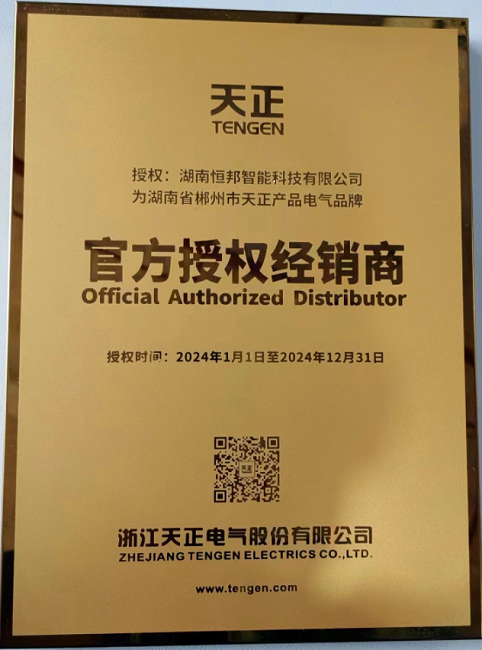 天正
TENGEN
授权：湖南恒邦智能科技有限公司
为湖南省郴州市天正产品电气品牌
官方授权经销商
Official Authorized Distributor
授权时间：2024年1月1日至2024年12月31日
天正
浙江天正电气股份有限公司
ZHEJIANG TENGEN ELECTRICS CO.,LTD.
www.tengen.com